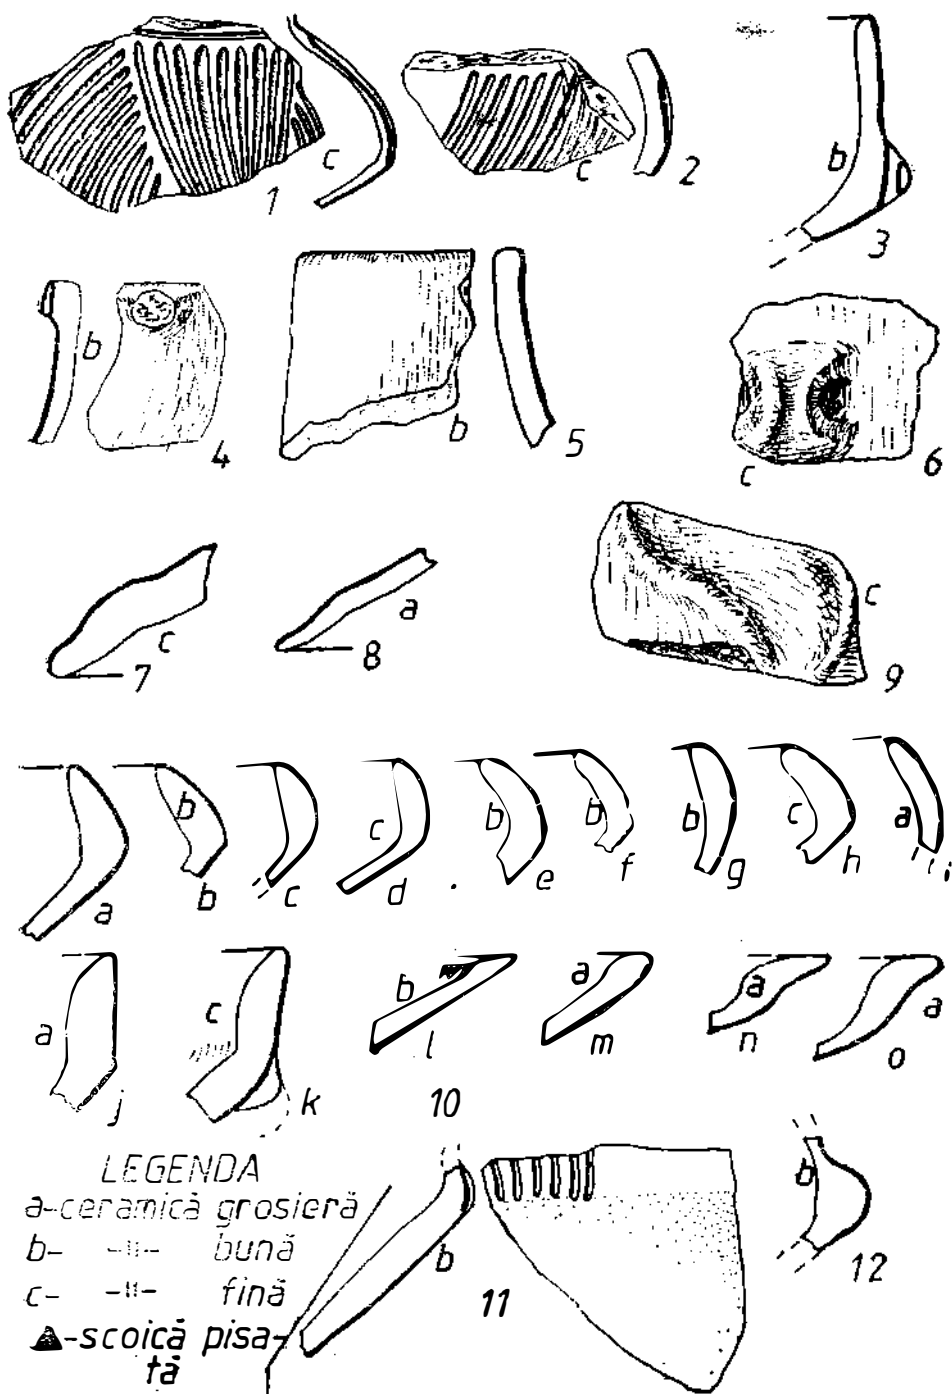 c 1
c 2
b 3
b 4
b 5
c 6
c 7
a 8
c 9
b c b b b c a
a b c d e f g h i
a c b a a a
j k l m n o
10
LEGENDA
a-ceramică grosieră
b- -"- bună
c- -"- fină
-scoică pisa-
tă
b 11
b 12